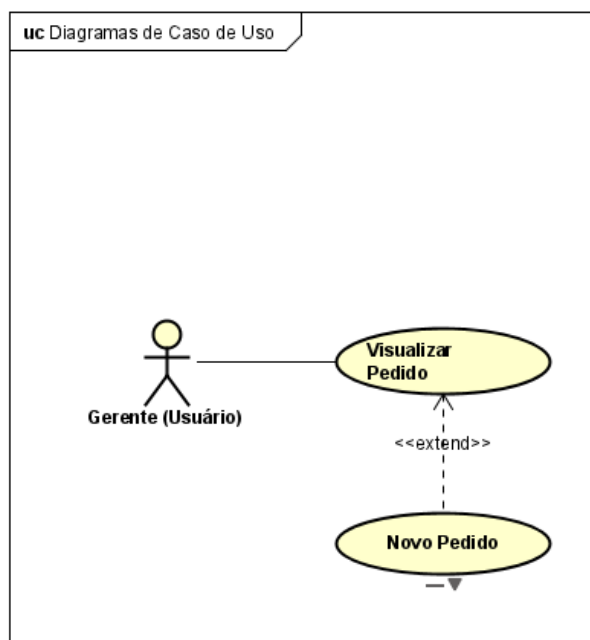 uc Diagramas de Caso de Uso
Visualizar
Pedido
Gerente (Usuário)
<<extend>>
Novo Pedido